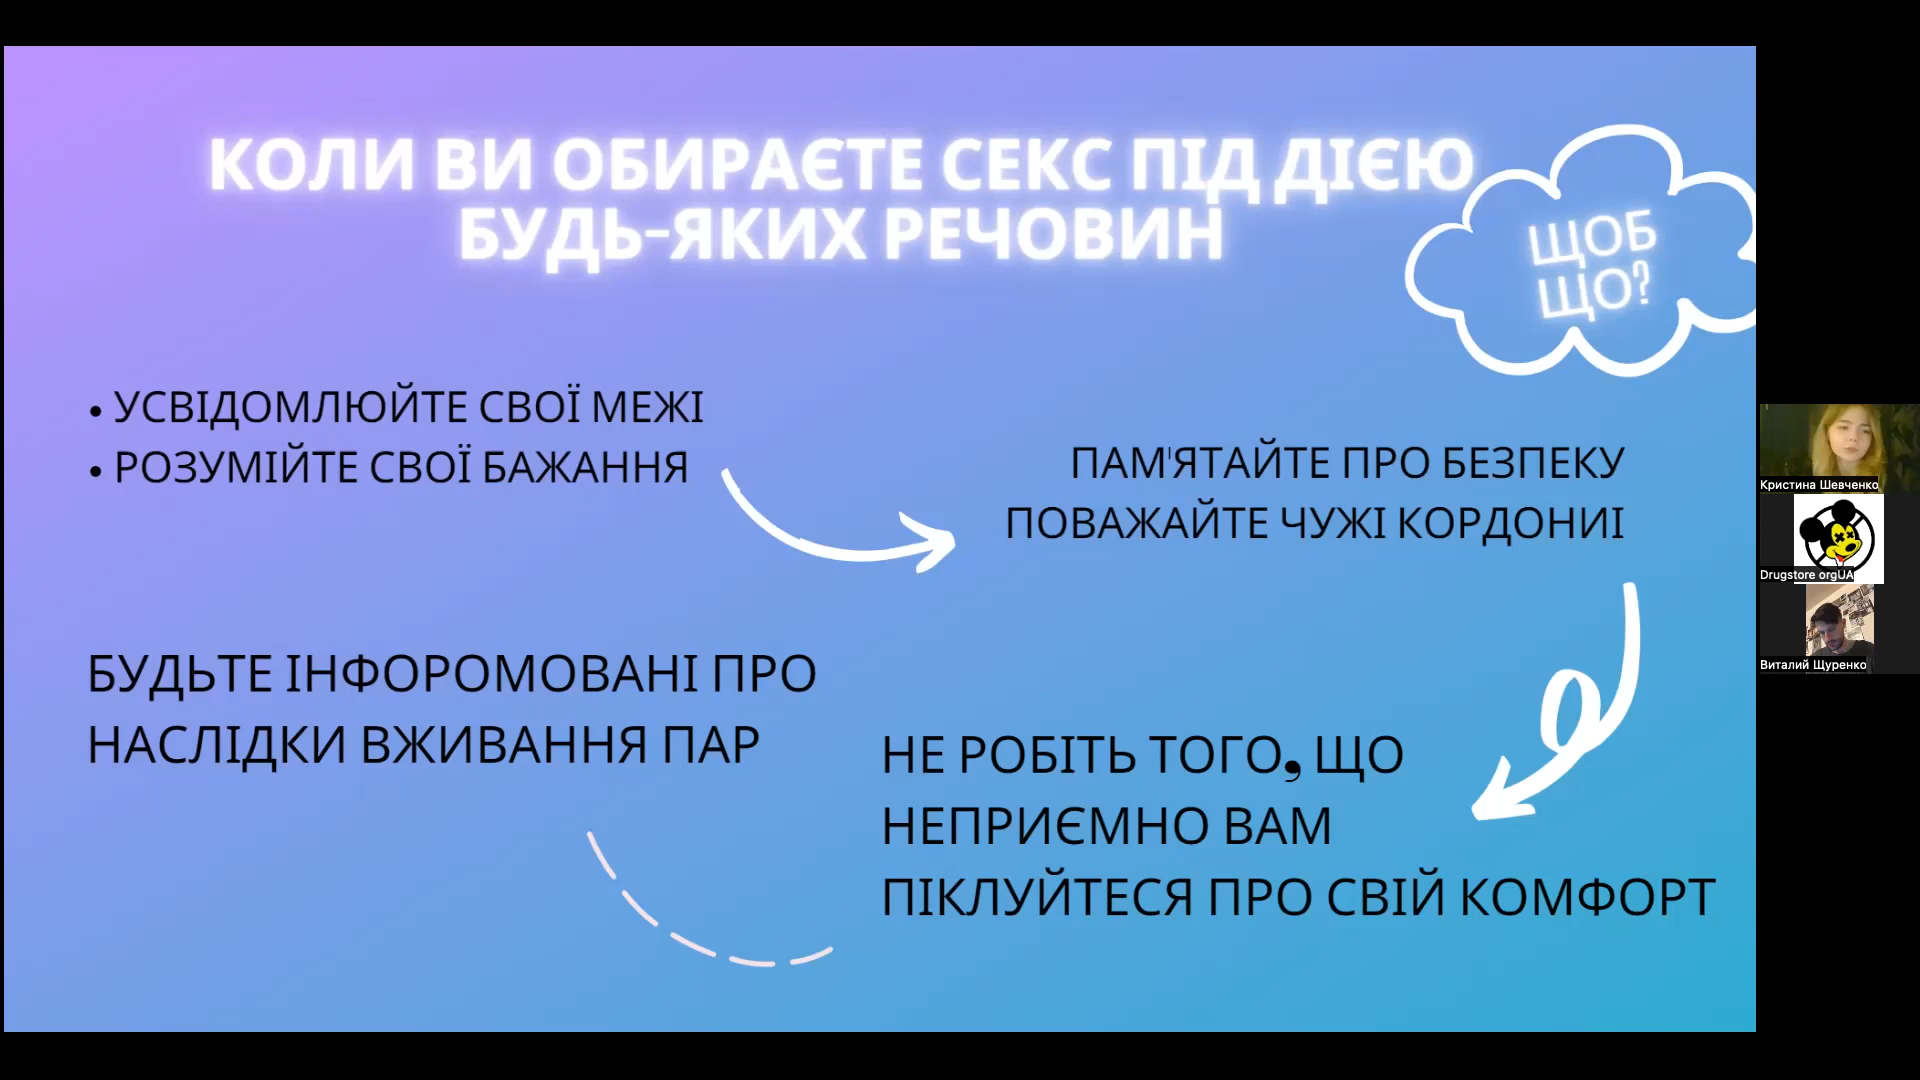 КОЛИ ВИ ОБИРАЄТЕ СЕКС ПІД ДІЄЮ
БУДЬ-ЯКИХ РЕЧОВИН
ЩОБ
ЩО?
• УСВІДОМЛЮЙТЕ СВОЇ МЕЖІ
• РОЗУМІЙТЕ СВОЇ БАЖАННЯ
ПАМ'ЯТАЙТЕ ПРО БЕЗПЕКУ
ПОВАЖАЙТЕ ЧУЖІ КОРДОНИІ
БУДЬТЕ ІНФОРОМОВАНІ ПРО
НАСЛІДКИ ВЖИВАННЯ ПАР
НЕ РОБІТЬ ТОГО, ЩО
НЕПРИЄМНО ВАМ
ПІКЛУЙТЕСЯ ПРО СВІЙ КОМФОРТ
Кристина Шевченко
Drugstore orgUA
Виталий Щуренко